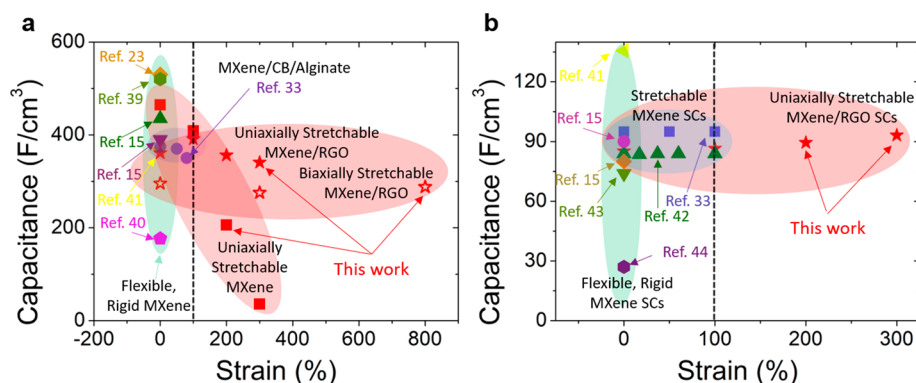 a
600
400
200
0
-200
0
200
400
600
800
Capacitance (F/cm³)
Strain (%)
Ref. 23
Ref. 39
Ref. 15
Ref. 15
Ref. 41
Ref. 40
MXene/CB/Alginate
Ref. 33
Uniaxially Stretchable
MXene/RGO
Biaxially Stretchable
MXene/RGO
Uniaxially
Stretchable
MXene
This work
Flexible,
Rigid MXene
b
120
90
60
30
0
0
100
200
300
Capacitance (F/cm³)
Strain (%)
Ref. 41
Ref. 15
Stretchable
MXene SCs
Uniaxially Stretchable
MXene/RGO SCs
Ref. 15
Ref. 43
Ref. 42
Ref. 33
This work
Ref. 44
Flexible, Rigid
MXene SCs